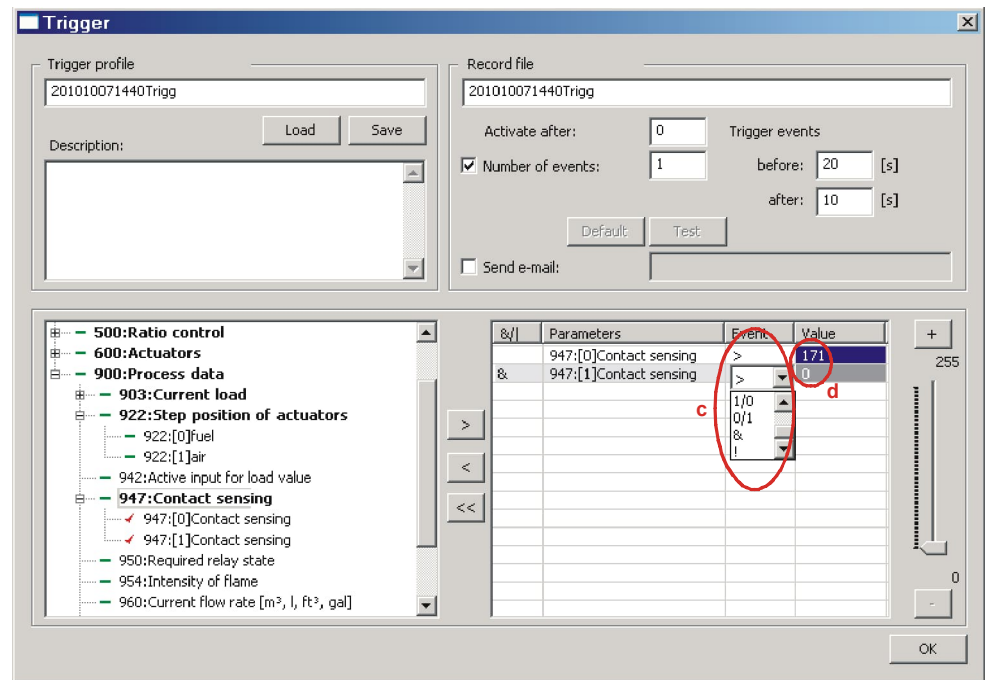 Trigger
Trigger profile
201010071440Trigg
Load
Save
Description:
Record file
201010071440Trigg
Activate after:
0
Trigger events
Number of events:
1
before:
20
[s]
after:
10
[s]
Default
Test
Send e-mail:
500:Ratio control
600:Actuators
900:Process data
903:Current load
922:Step position of actuators
922:[0]fuel
922:[1]air
942:Active input for load value
947:Contact sensing
947:[0]Contact sensing
947:[1]Contact sensing
950:Required relay state
954:Intensity of flame
960:Current flow rate [m³, l, ft³, gal]
>
<
<<
&/|
Parameters
Event
Value
947:[0]Contact sensing
>
171
&
947:[1]Contact sensing
>
0
1/0
0/1
&
!
c
d
+
255
0
-
OK